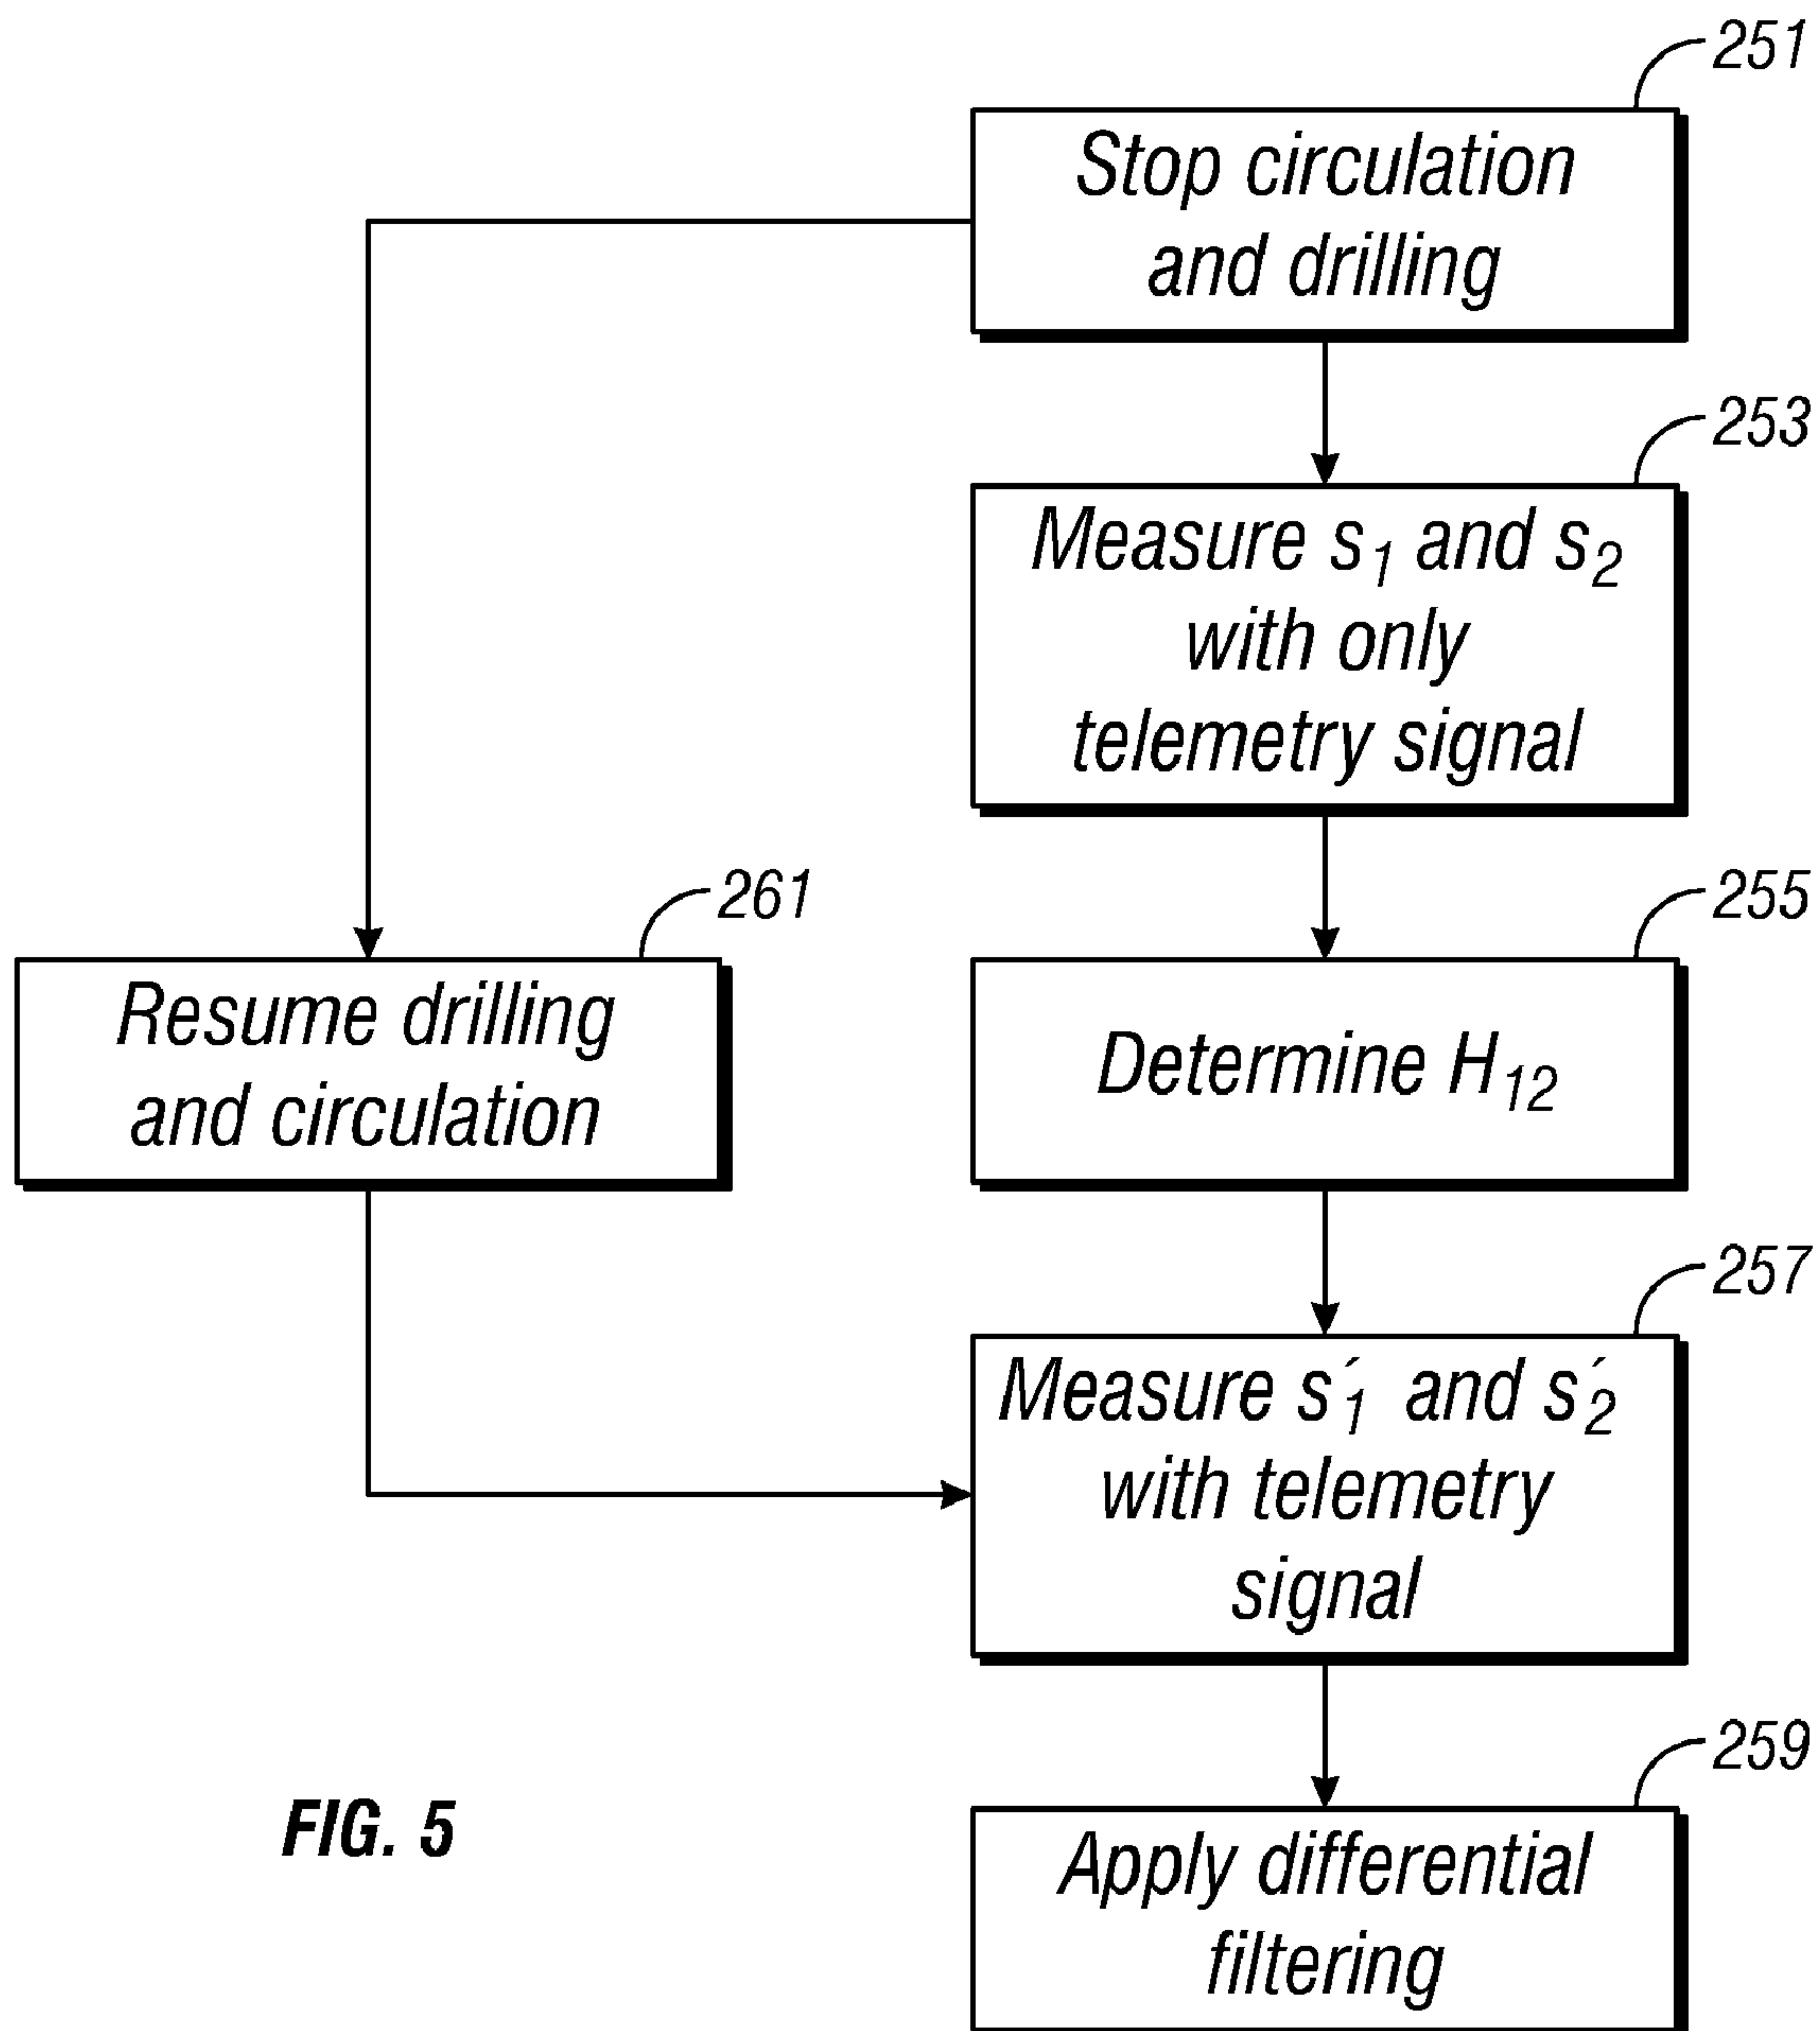 251
Stop circulation
and drilling
253
Measure s₁ and s₂
with only
telemetry signal
261
Resume drilling
and circulation
255
Determine H₁₂
257
Measure s′₁ and s′₂
with telemetry
signal
259
Apply differential
filtering
FIG. 5